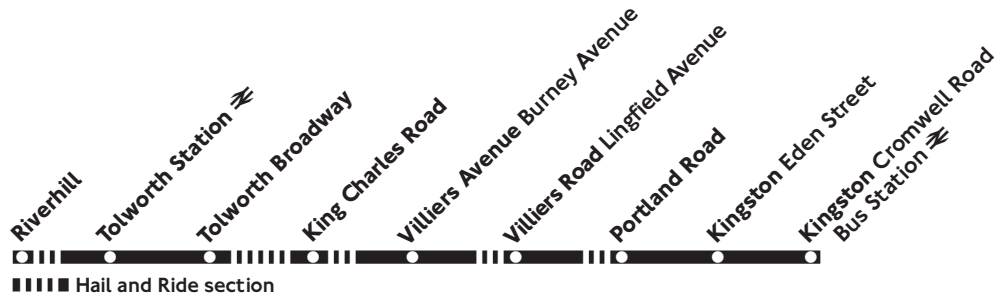 Riverhill
Tolworth Station
Tolworth Broadway
King Charles Road
Villiers Avenue Burney Avenue
Villiers Road Lingfield Avenue
Portland Road
Kingston Eden Street
Kingston Cromwell Road
Bus Station
Hail and Ride section